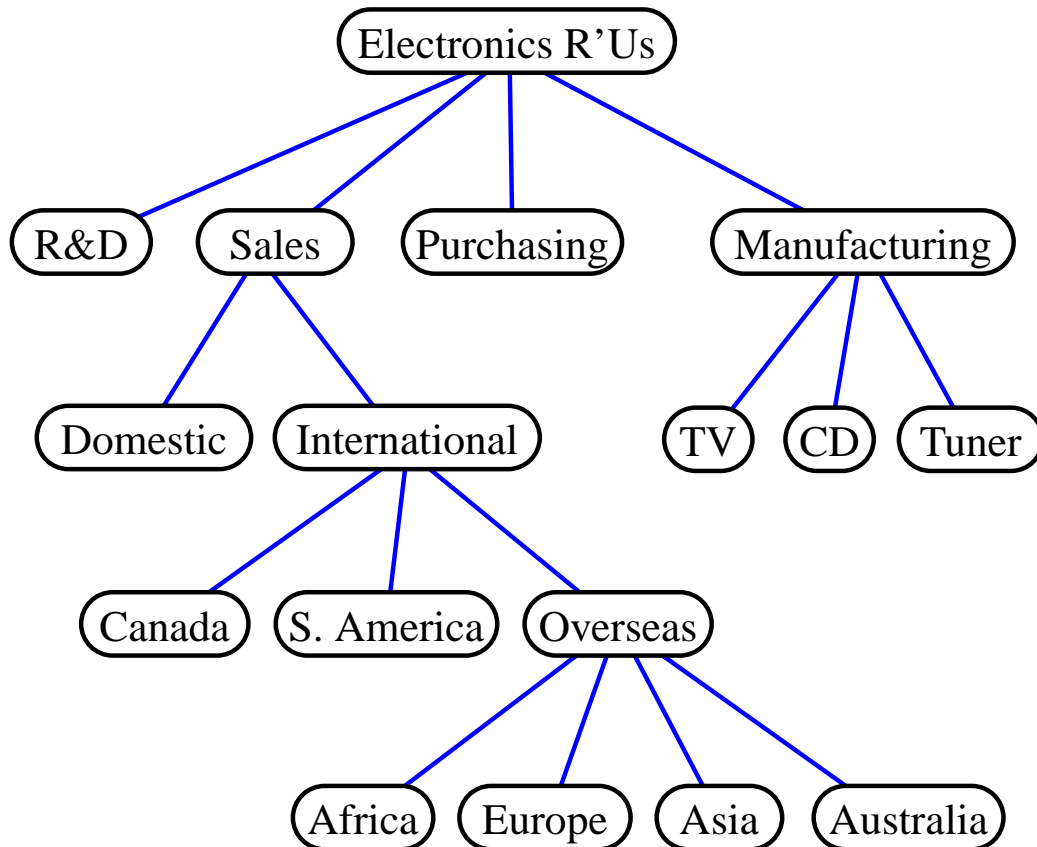 Electronics R’Us
R&D
Sales
Purchasing
Manufacturing
Domestic
International
TV
CD
Tuner
Canada
S. America
Overseas
Africa
Europe
Asia
Australia